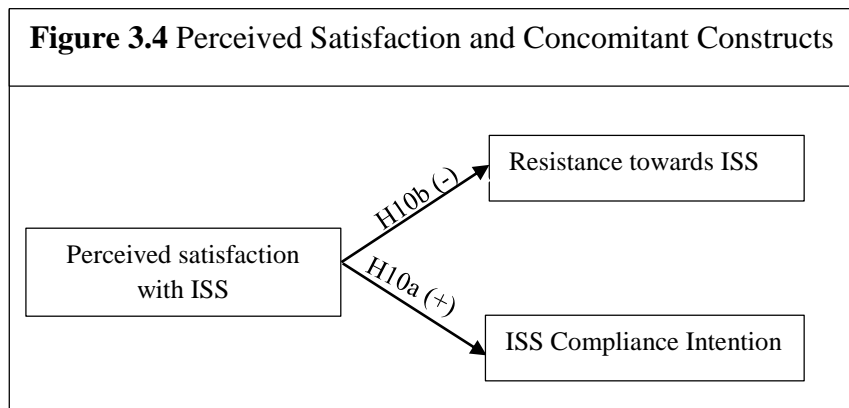 Figure 3.4 Perceived Satisfaction and Concomitant Constructs
Resistance towards ISS
H10b (-)
Perceived satisfaction
with ISS
H10a (+)
ISS Compliance Intention